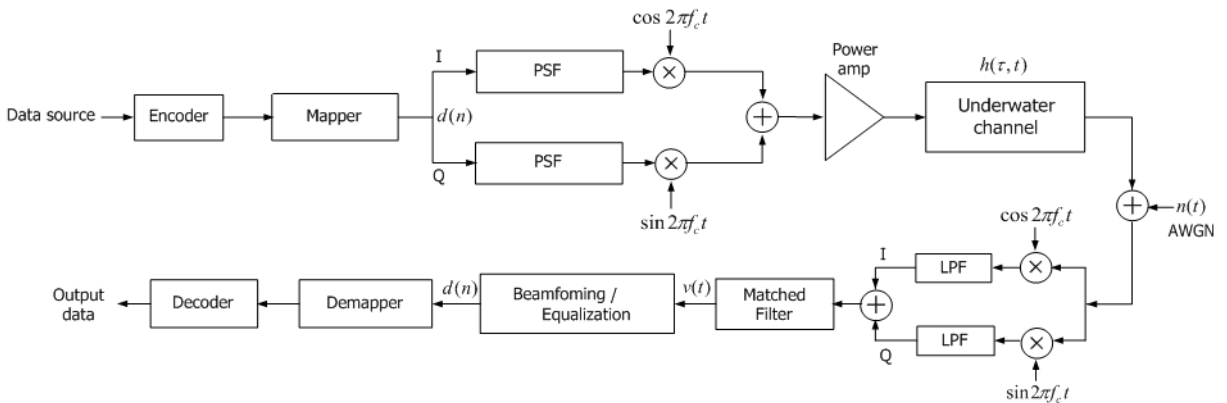 cos 2πf_c t
Power
amp
h(τ, t)
I
PSF
×
Data source
Encoder
Mapper
d(n)
+
Underwater
channel
Q
PSF
×
sin 2πf_c t
cos 2πf_c t
+
n(t)
AWGN
I
LPF
×
Output
data
Decoder
Demapper
d(n)
Beamfoming /
Equalization
v(t)
Matched
Filter
+
Q
LPF
×
sin 2πf_c t